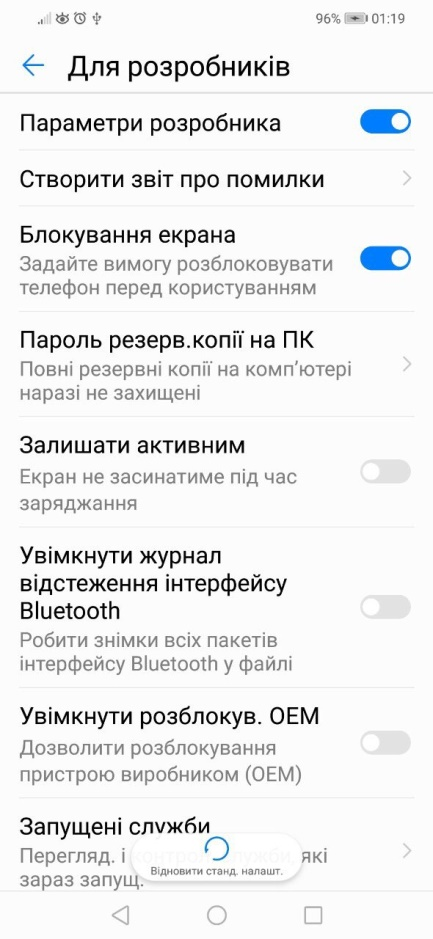 96% 01:19
Для розробників
Параметри розробника
Створити звіт про помилки
Блокування екрана
Задайте вимогу розблоковувати
телефон перед користуванням
Пароль резерв.копії на ПК
Повні резервні копії на комп’ютері
наразі не захищені
Залишати активним
Екран не засинатиме під час
заряджання
Увімкнути журнал
відстеження інтерфейсу
Bluetooth
Робити знімки всіх пакетів
інтерфейсу Bluetooth у файлі
Увімкнути розблокув. OEM
Дозволити розблокування
пристрою виробником (OEM)
Запущені служби
Перегляд. і контроль служби, які
зараз запущ.
Відновити станд. налашт.